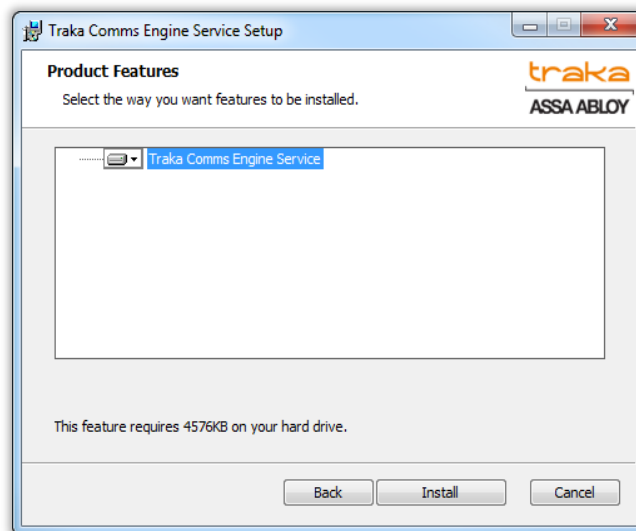 Traka Comms Engine Service Setup
Product Features
Select the way you want features to be installed.
traka
ASSA ABLOY
Traka Comms Engine Service
This feature requires 4576KB on your hard drive.
Back
Install
Cancel